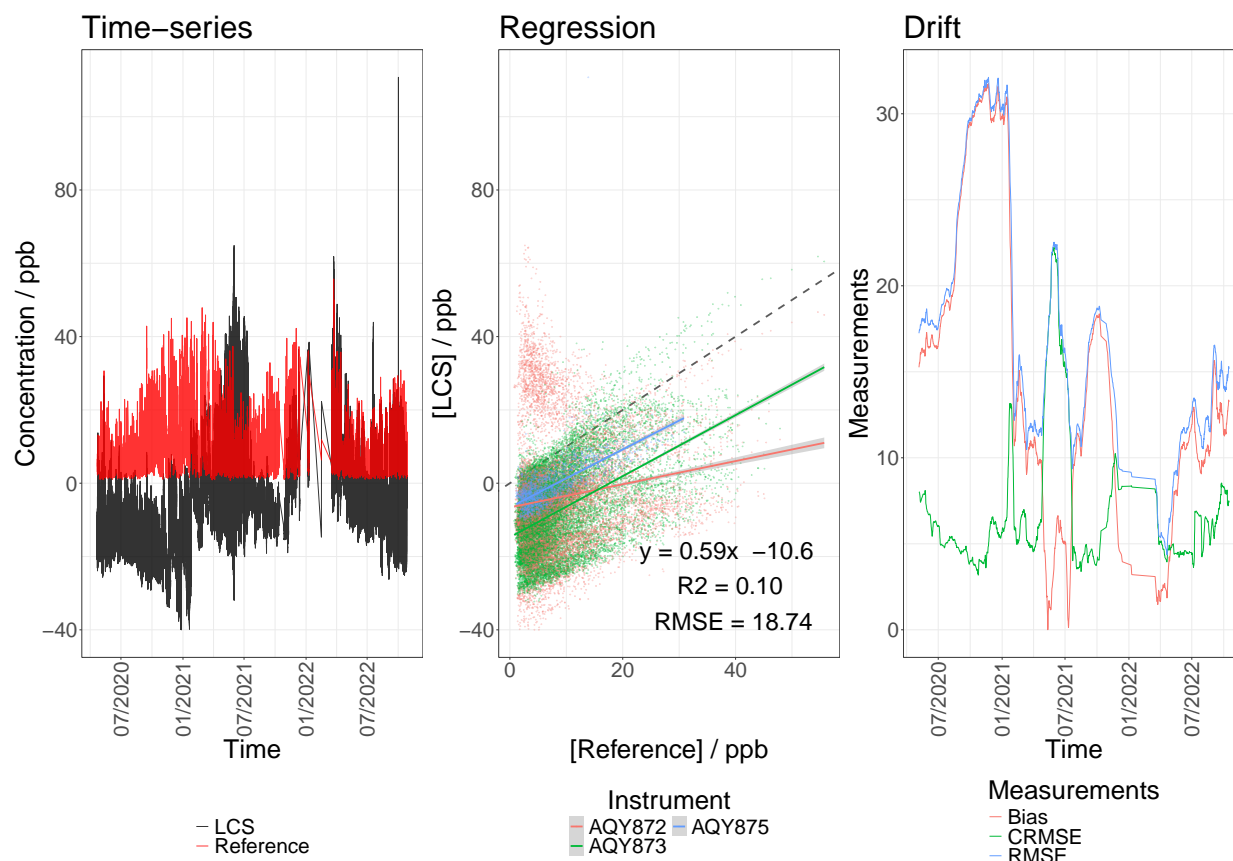 Time−series
Concentration / ppb
80
40
0
−40
07/2020
01/2021
07/2021
01/2022
07/2022
Time
LCS
Reference
Regression
[LCS] / ppb
80
40
0
−40
y = 0.59x −10.6
R2 = 0.10
RMSE = 18.74
0
20
40
[Reference] / ppb
Instrument
AQY872
AQY875
AQY873
Drift
Measurements
30
20
10
0
07/2020
01/2021
07/2021
01/2022
07/2022
Time
Measurements
Bias
CRMSE
RMSE